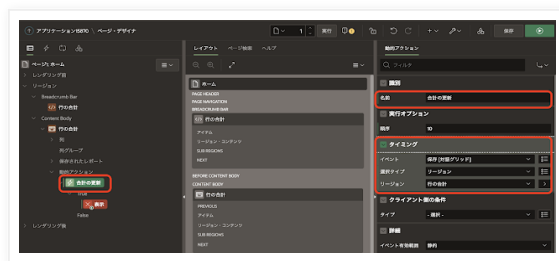 アプリケーション15870 \ ページ・デザイナ
1
実行
保存
ページ1: ホーム
レンダリング前
リージョン
Breadcrumb Bar
行の合計
Content Body
行の合計
列
列グループ
保存されたレポート
動的アクション
合計の更新
True
表示
False
レンダリング後
レイアウト
ページ検索
ヘルプ
ホーム
PAGE HEADER
PAGE NAVIGATION
BREADCRUMB BAR
行の合計
アイテム
リージョン・コンテンツ
SUB REGIONS
NEXT
BEFORE CONTENT BODY
CONTENT BODY
行の合計
PREVIOUS
アイテム
リージョン・コンテンツ
SUB REGIONS
NEXT
動的アクション
フィルタ
識別
名前 合計の更新
実行オプション
順序 10
タイミング
イベント 保存 [対話グリッド]
選択タイプ リージョン
リージョン 行の合計
クライアント側の条件
タイプ - 選択 -
詳細
イベント有効範囲 静的